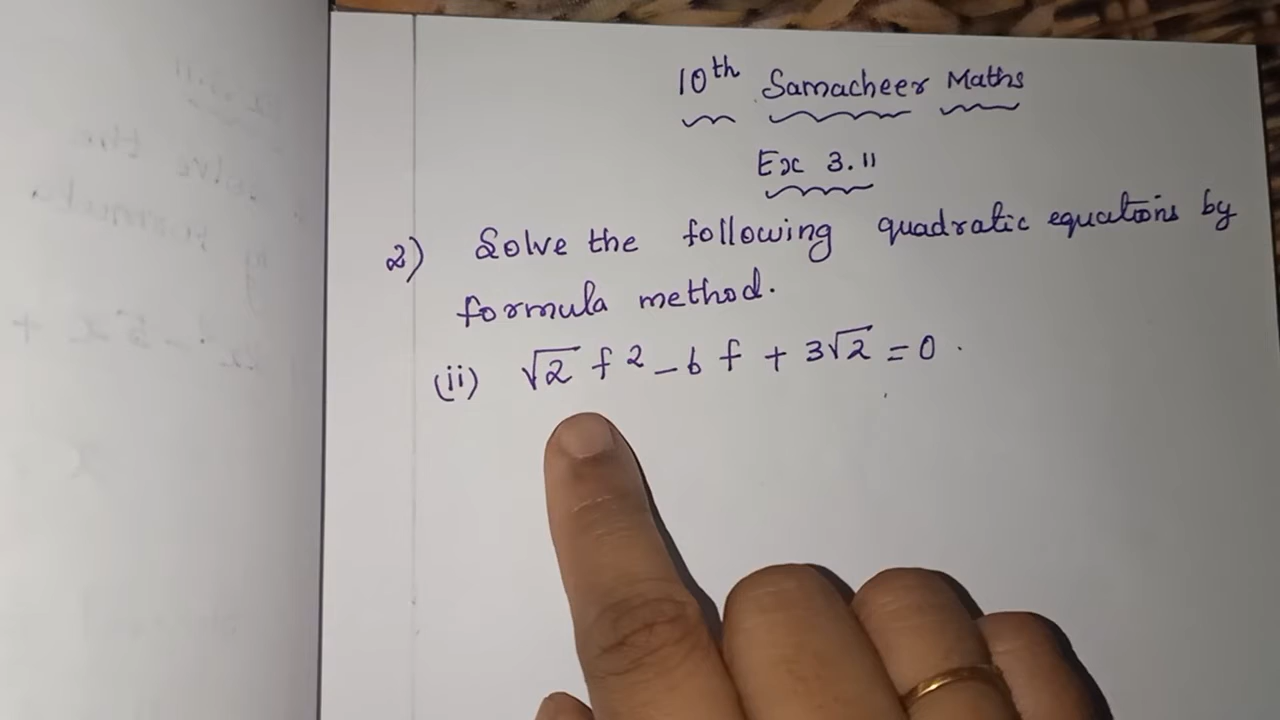 10th Samacheer Maths
Ex 3.11
2) Solve the following quadratic equations by
formula method.
(ii) √2 f 2 - 6 f + 3√2 = 0.